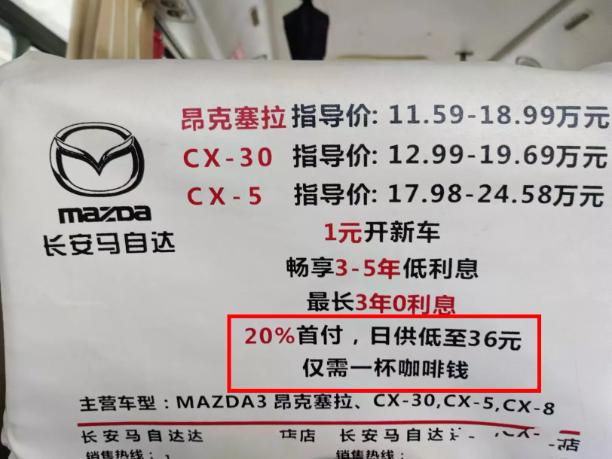 昂克塞拉 指导价: 11.59-18.99万元
CX-30 指导价: 12.99-19.69万元
CX-5 指导价: 17.98-24.58万元
mazda
长安马自达
1元开新车
畅享3-5年低利息
最长3年0利息
20%首付，日供低至36元
仅需一杯咖啡钱
主营车型：MAZDA3 昂克塞拉、CX-30,CX-5,CX-8
长安马自达 店 长安马自达
销售热线： 销售热线：